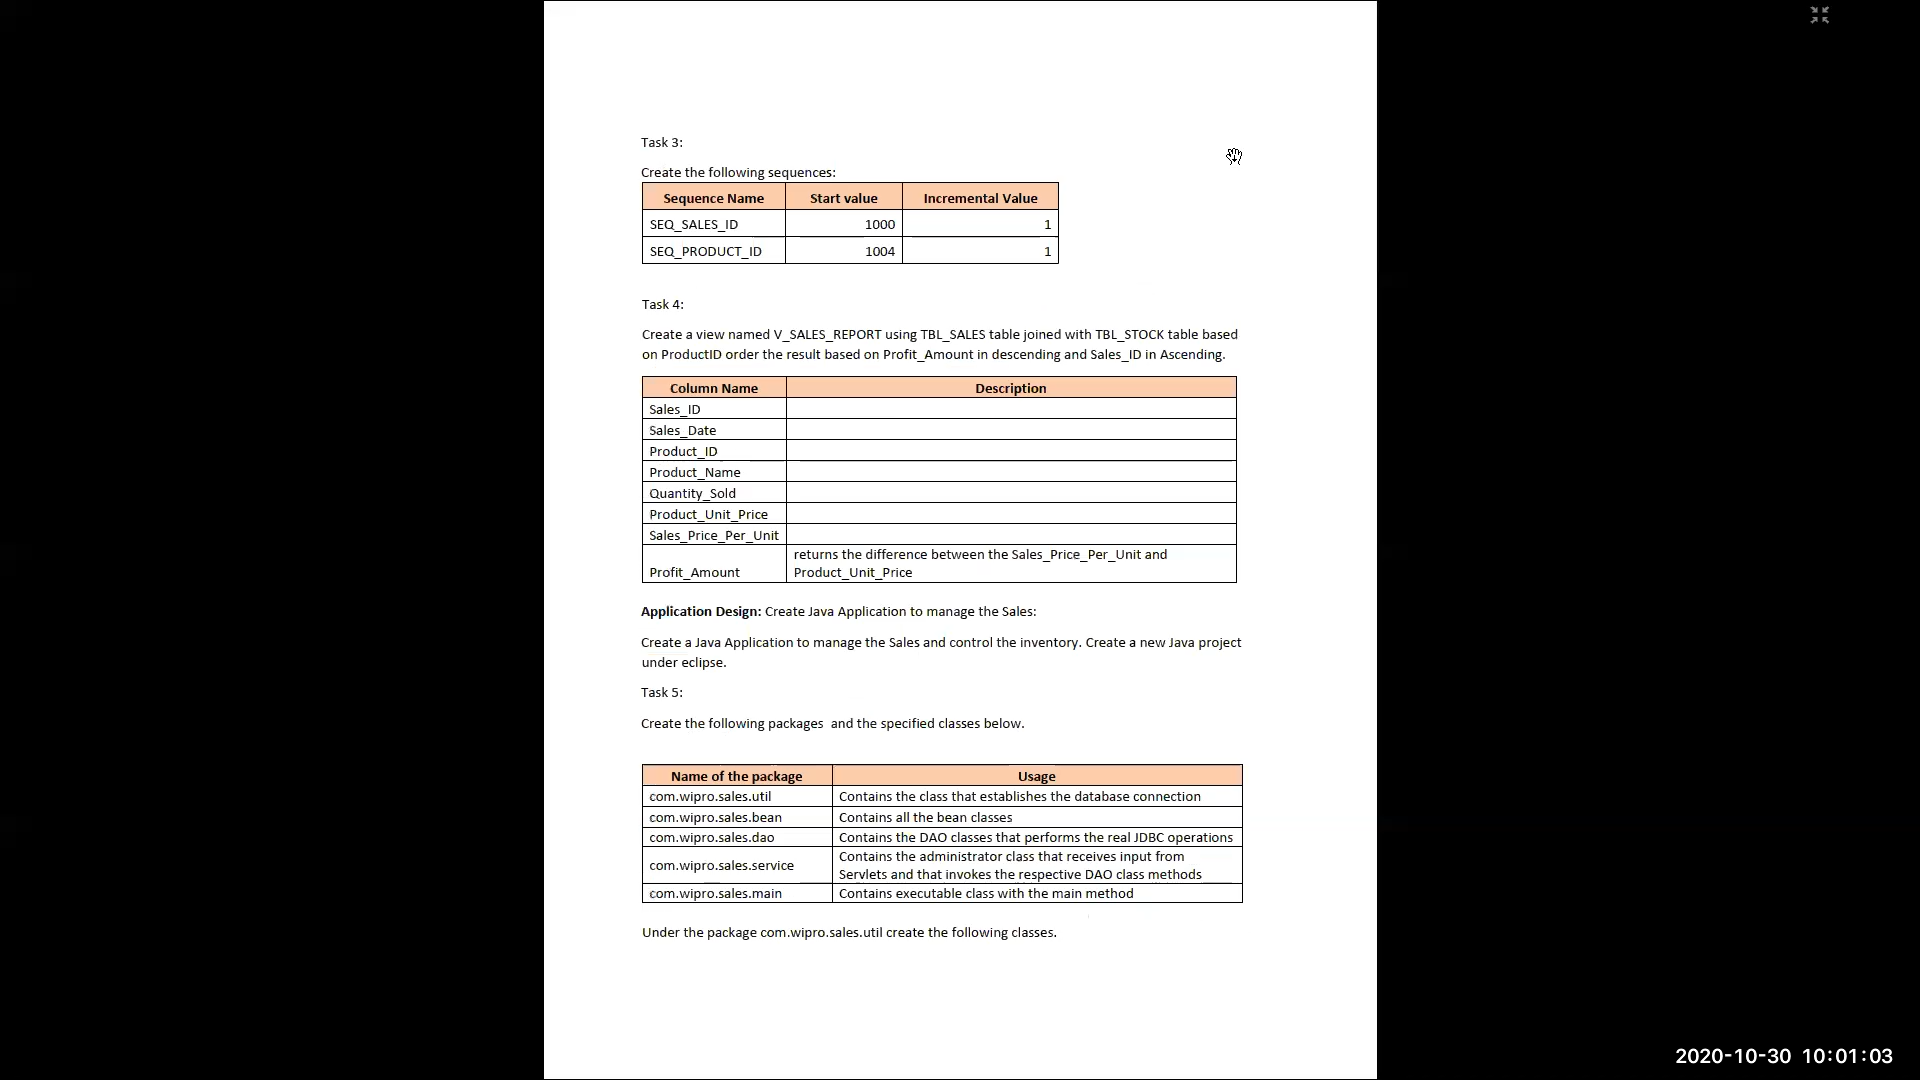 Task 3:
Create the following sequences:
Sequence Name Start value Incremental Value
SEQ_SALES_ID 1000 1
SEQ_PRODUCT_ID 1004 1
Task 4:
Create a view named V_SALES_REPORT using TBL_SALES table joined with TBL_STOCK table based
on ProductID order the result based on Profit_Amount in descending and Sales_ID in Ascending.
Column Name Description
Sales_ID
Sales_Date
Product_ID
Product_Name
Quantity_Sold
Product_Unit_Price
Sales_Price_Per_Unit
returns the difference between the Sales_Price_Per_Unit and
Profit_Amount Product_Unit_Price
Application Design: Create Java Application to manage the Sales:
Create a Java Application to manage the Sales and control the inventory. Create a new Java project
under eclipse.
Task 5:
Create the following packages  and the specified classes below.
Name of the package Usage
com.wipro.sales.util Contains the class that establishes the database connection
com.wipro.sales.bean Contains all the bean classes
com.wipro.sales.dao Contains the DAO classes that performs the real JDBC operations
com.wipro.sales.service Contains the administrator class that receives input from
Servlets and that invokes the respective DAO class methods
com.wipro.sales.main Contains executable class with the main method
Under the package com.wipro.sales.util create the following classes.
2020-10-30 10:01:03